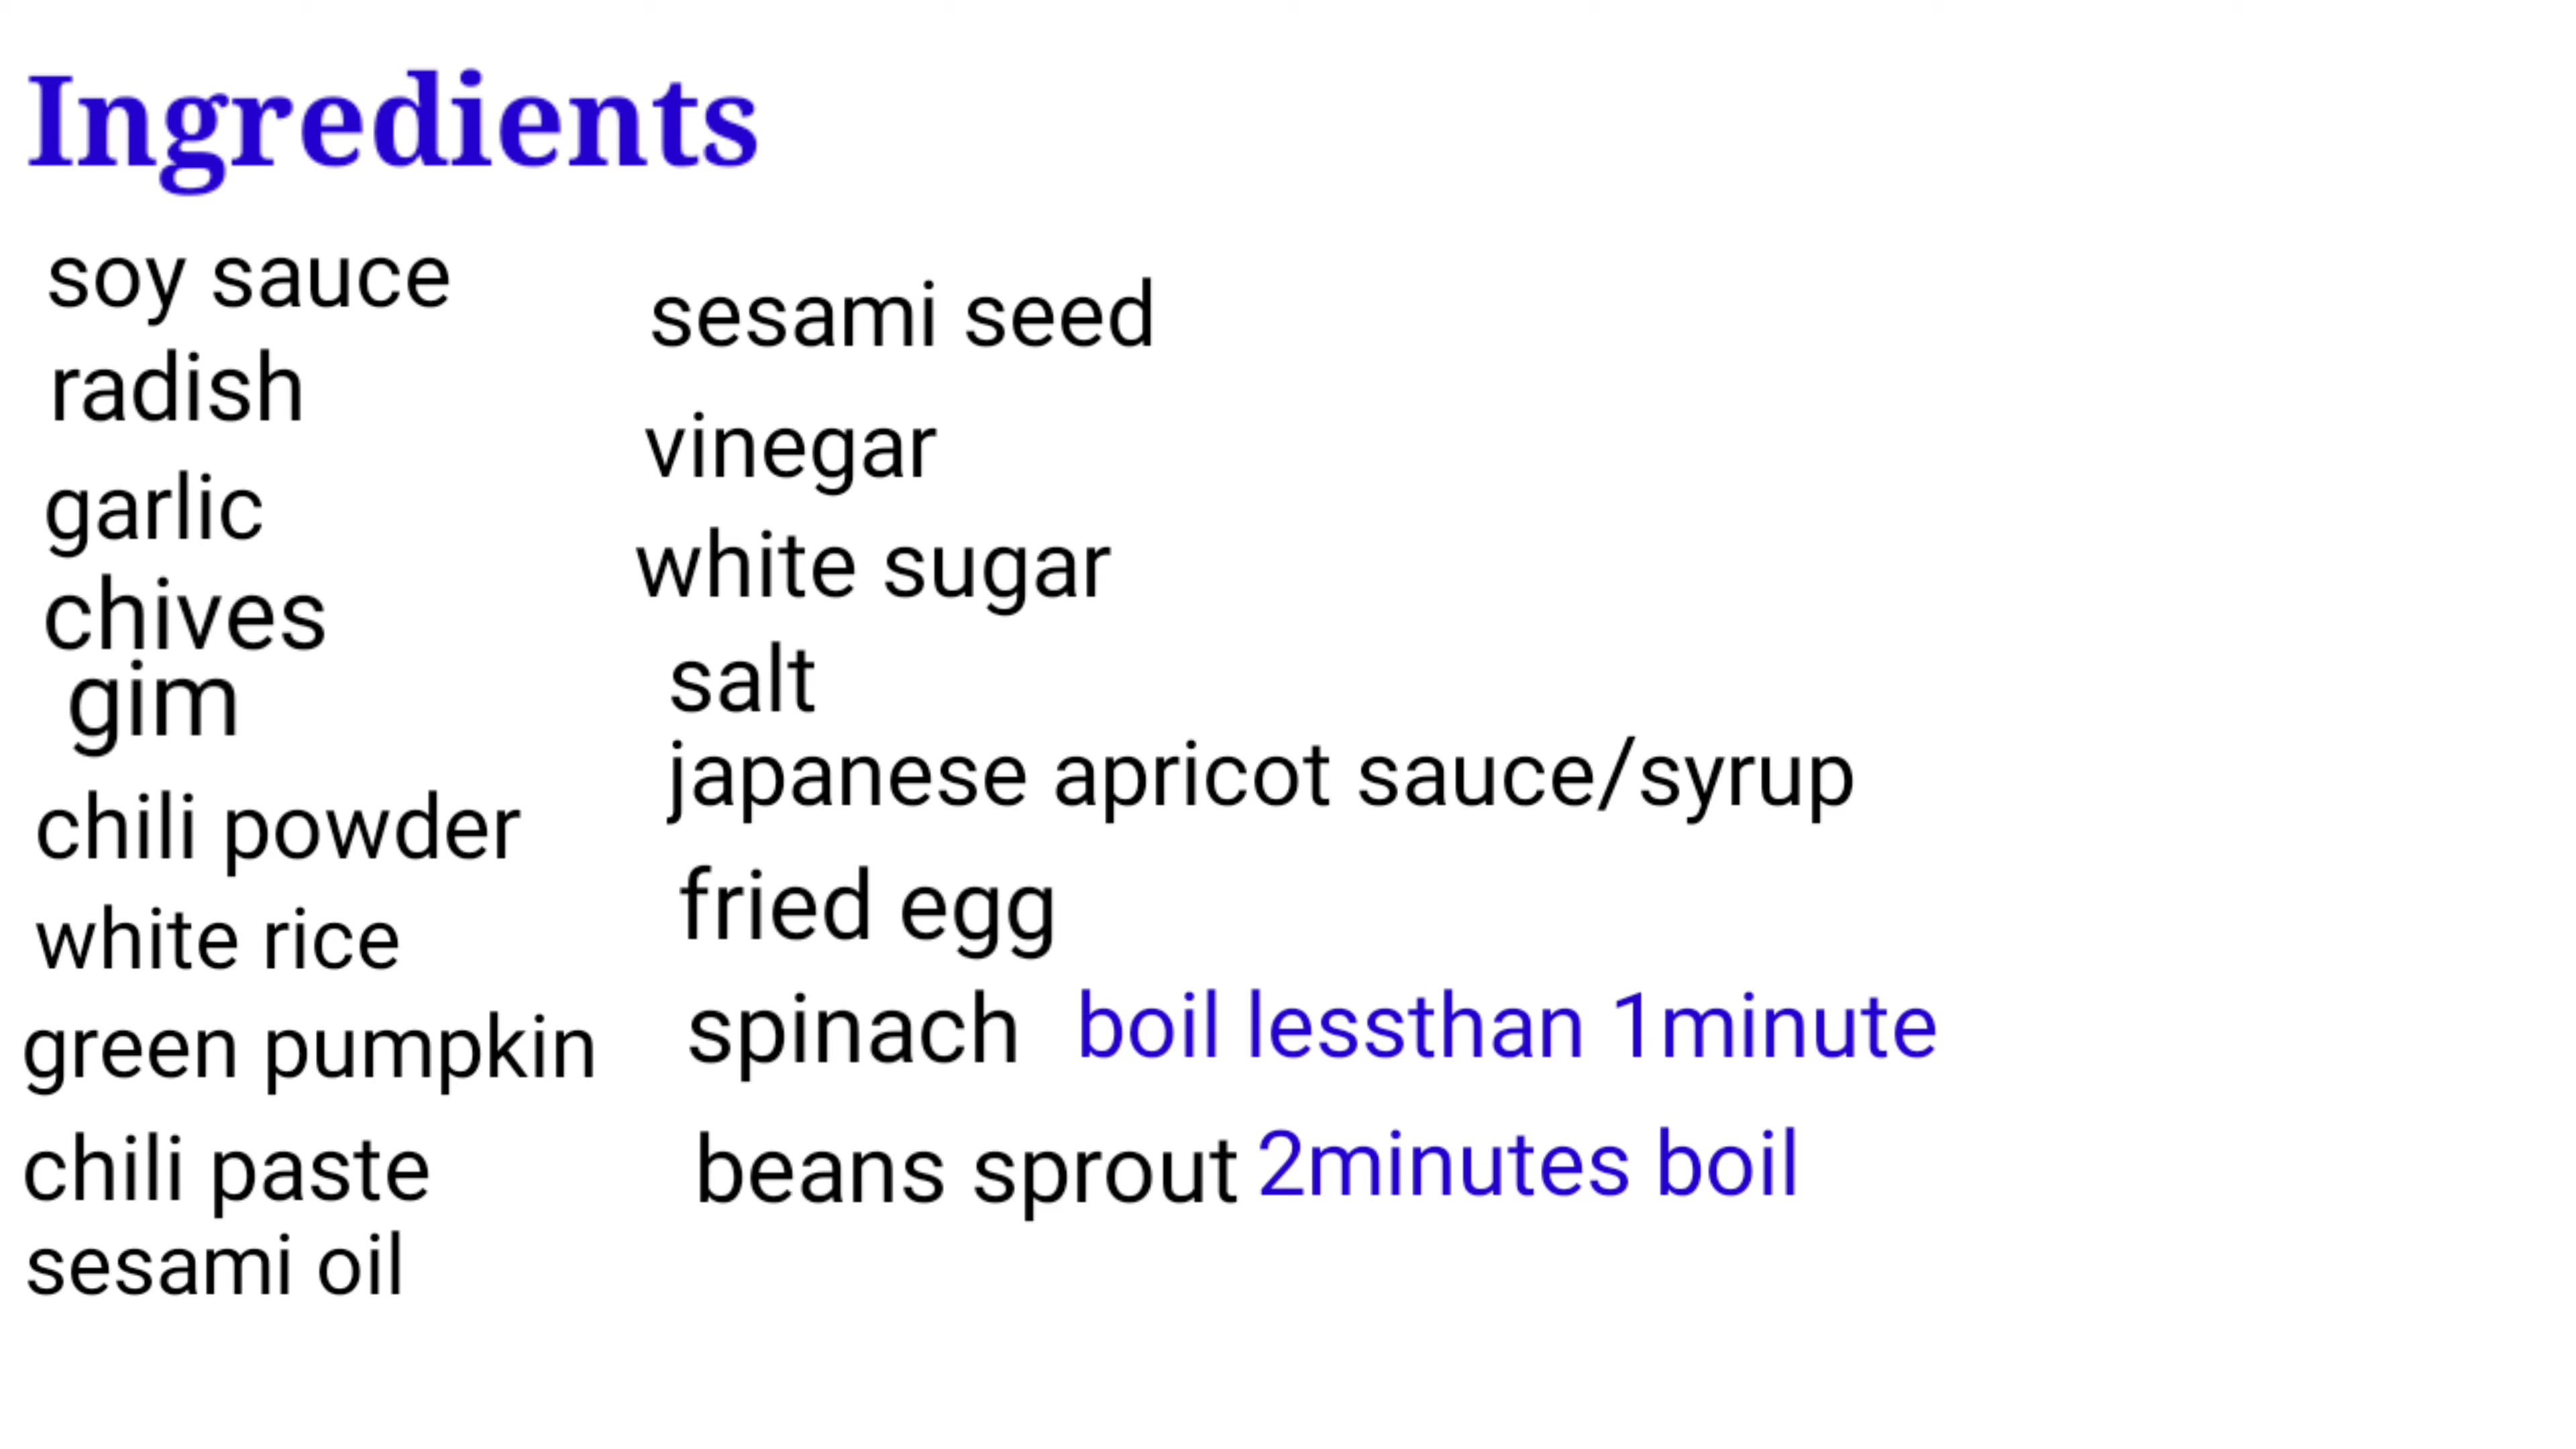 Ingredients
soy sauce
radish
garlic
chives
gim
chili powder
white rice
green pumpkin
chili paste
sesami oil
sesami seed
vinegar
white sugar
salt
japanese apricot sauce/syrup
fried egg
spinach boil lessthan 1minute
beans sprout 2minutes boil